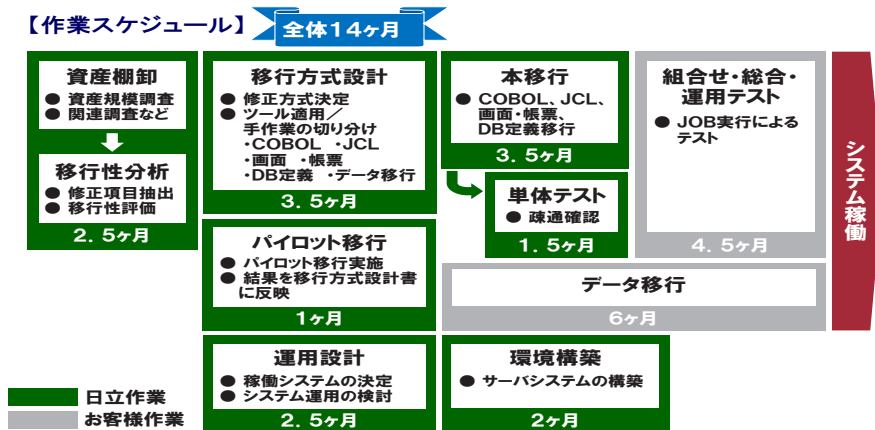 【作業スケジュール】
全体14ヶ月
資産棚卸
● 資産規模調査
● 関連調査など
移行性分析
● 修正項目抽出
● 移行性評価
2.5ヶ月
移行方式設計
● 修正方式決定
● ツール適用／
手作業の切り分け
・COBOL ・JCL
・画面 ・帳票
・DB定義 ・データ移行
3.5ヶ月
パイロット移行
● パイロット移行実施
● 結果を移行方式設計書
に反映
1ヶ月
運用設計
● 稼働システムの決定
● システム運用の検討
2.5ヶ月
本移行
● COBOL、JCL、
画面・帳票、
DB定義移行
3.5ヶ月
単体テスト
● 疎通確認
1.5ヶ月
組合せ・総合・
運用テスト
● JOB実行による
テスト
4.5ヶ月
データ移行
6ヶ月
環境構築
● サーバシステムの構築
2ヶ月
システム稼働
日立作業
お客様作業